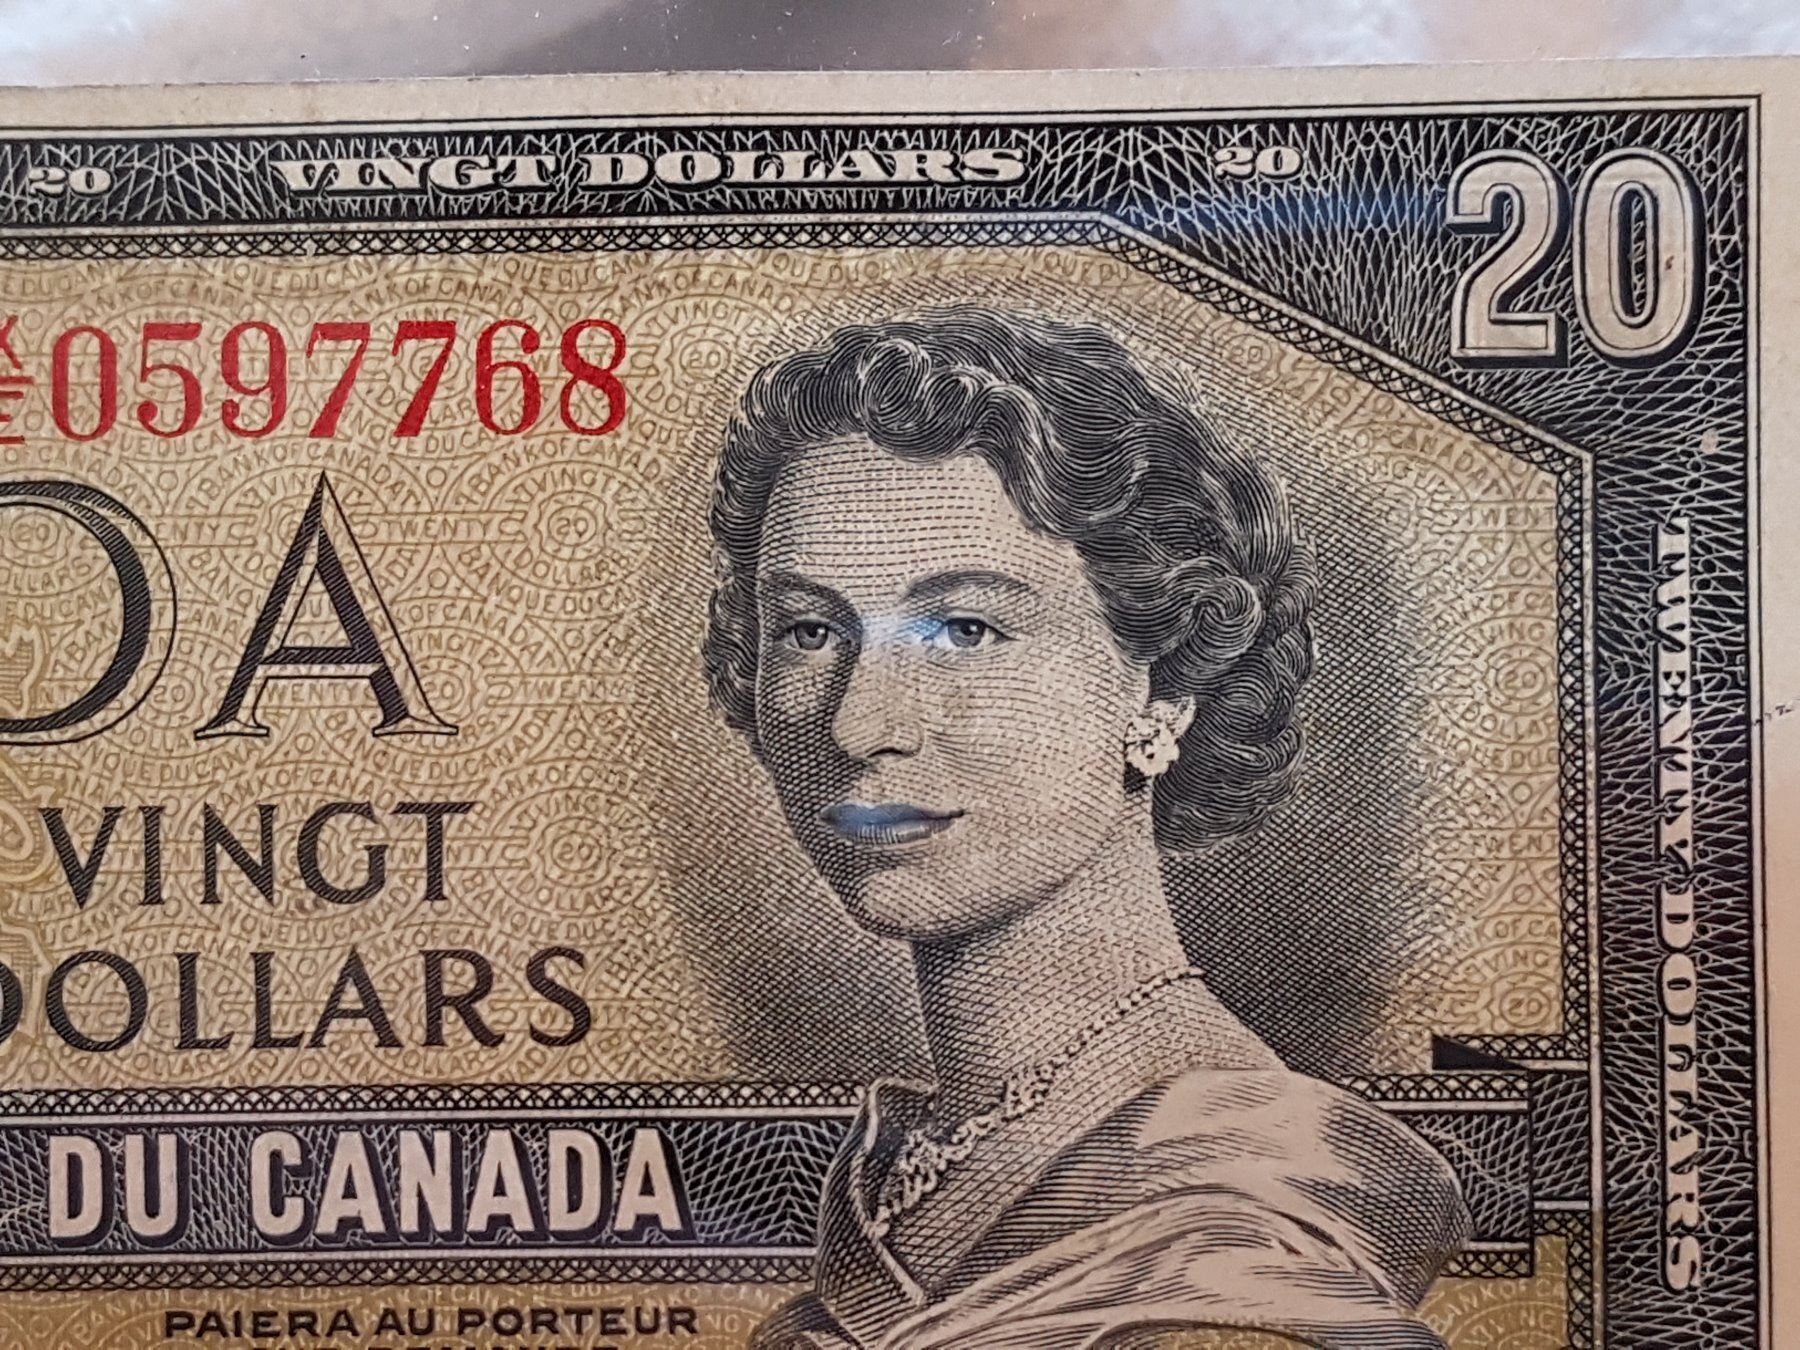 20 VINGT DOLLARS 20 20
X/E 0597768
DA
VINGT
DOLLARS
TWENTY DOLLARS
DU CANADA
PAIERA AU PORTEUR